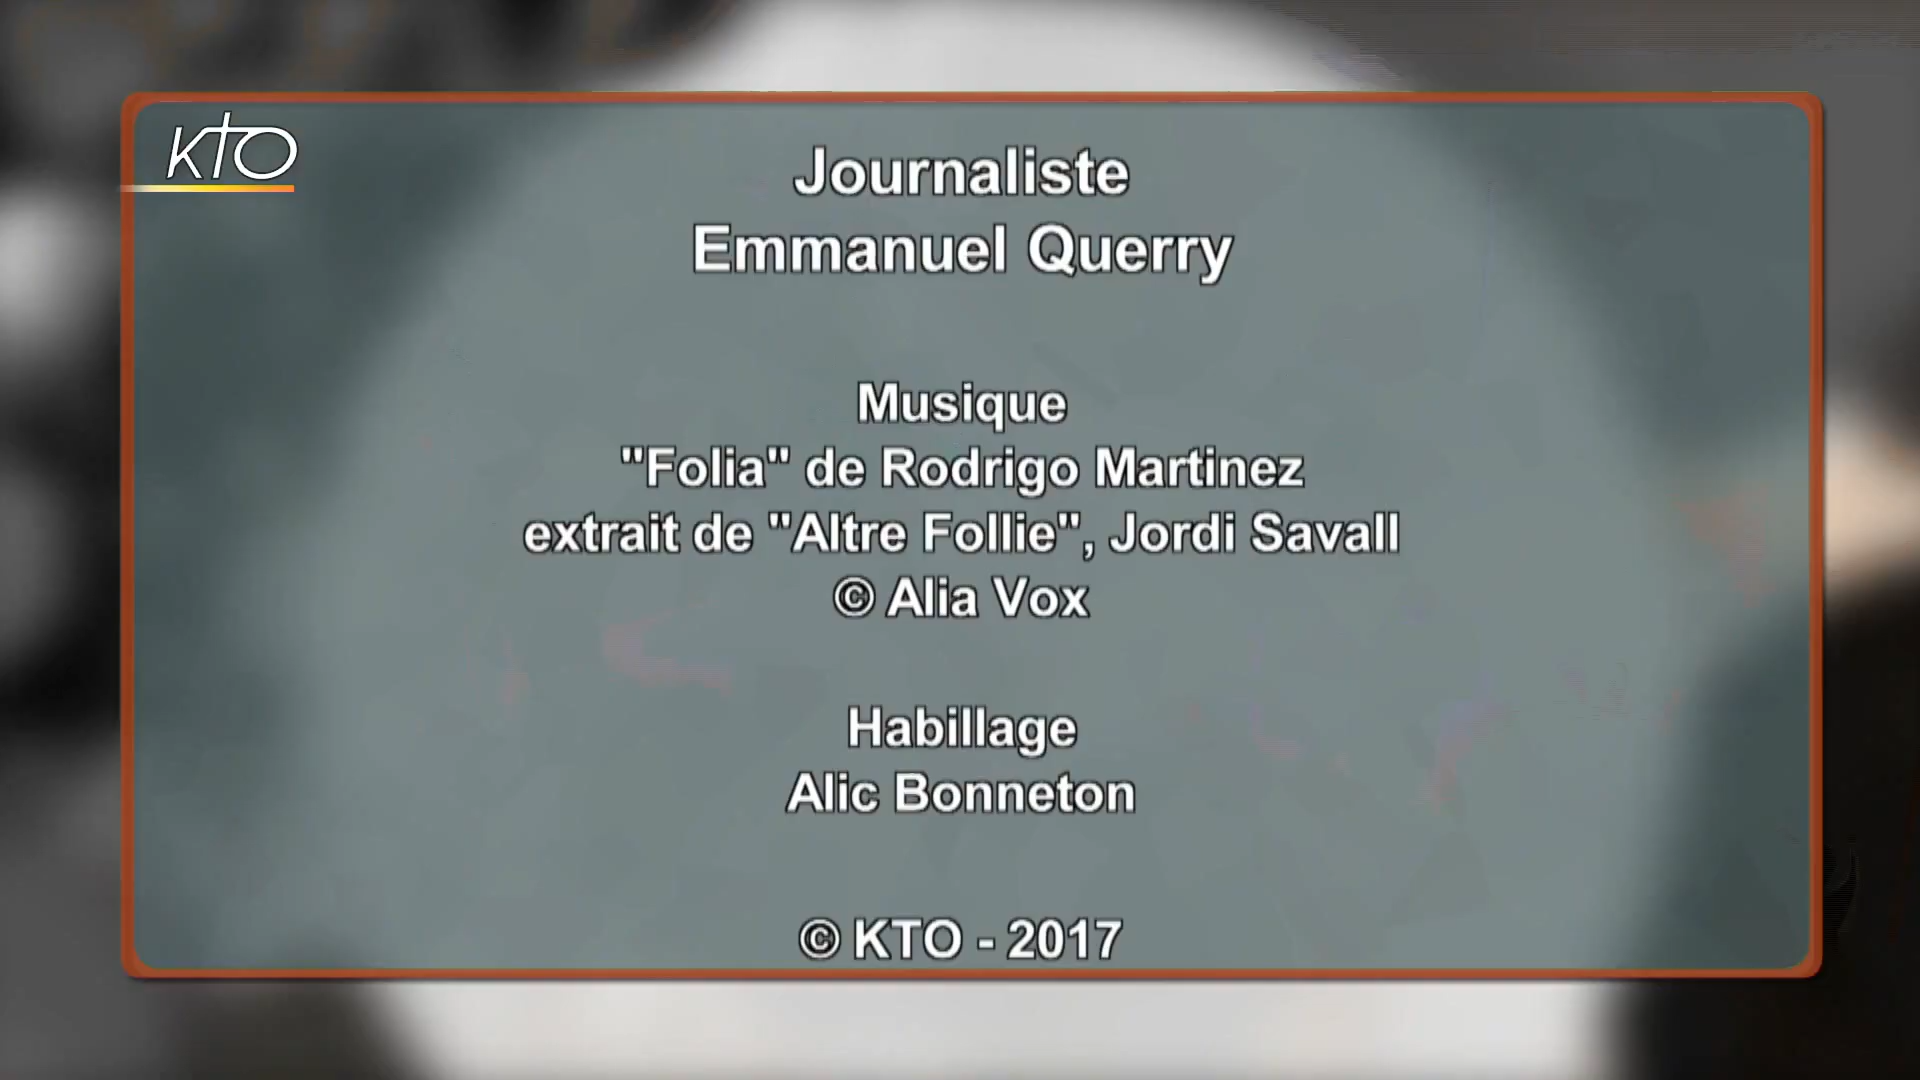 KTO
Journaliste
Emmanuel Querry
Musique
"Folia" de Rodrigo Martinez
extrait de "Altre Follie", Jordi Savall
© Alia Vox
Habillage
Alic Bonneton
© KTO - 2017